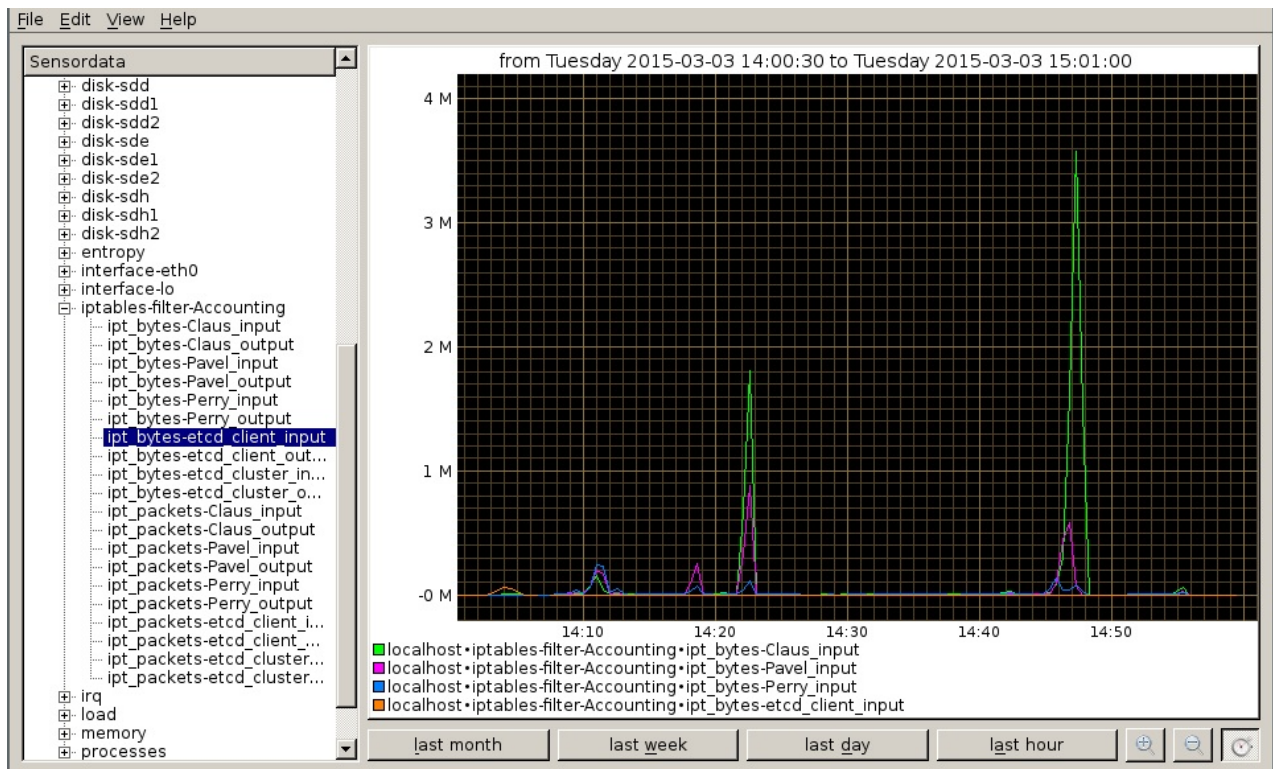 File Edit View Help
Sensordata
disk-sdd
disk-sdd1
disk-sdd2
disk-sde
disk-sde1
disk-sde2
disk-sdh
disk-sdh1
disk-sdh2
entropy
interface-eth0
interface-lo
iptables-filter-Accounting
ipt_bytes-Claus_input
ipt_bytes-Claus_output
ipt_bytes-Pavel_input
ipt_bytes-Pavel_output
ipt_bytes-Perry_input
ipt_bytes-Perry_output
ipt_bytes-etcd_client_input
ipt_bytes-etcd_client_out...
ipt_bytes-etcd_cluster_in...
ipt_bytes-etcd_cluster_o...
ipt_packets-Claus_input
ipt_packets-Claus_output
ipt_packets-Pavel_input
ipt_packets-Pavel_output
ipt_packets-Perry_input
ipt_packets-Perry_output
ipt_packets-etcd_client_i...
ipt_packets-etcd_client_...
ipt_packets-etcd_cluster...
ipt_packets-etcd_cluster...
irq
load
memory
processes
from Tuesday 2015-03-03 14:00:30 to Tuesday 2015-03-03 15:01:00
4 M
3 M
2 M
1 M
-0 M
14:10 14:20 14:30 14:40 14:50
localhost•iptables-filter-Accounting•ipt_bytes-Claus_input
localhost•iptables-filter-Accounting•ipt_bytes-Pavel_input
localhost•iptables-filter-Accounting•ipt_bytes-Perry_input
localhost•iptables-filter-Accounting•ipt_bytes-etcd_client_input
last month last week last day last hour